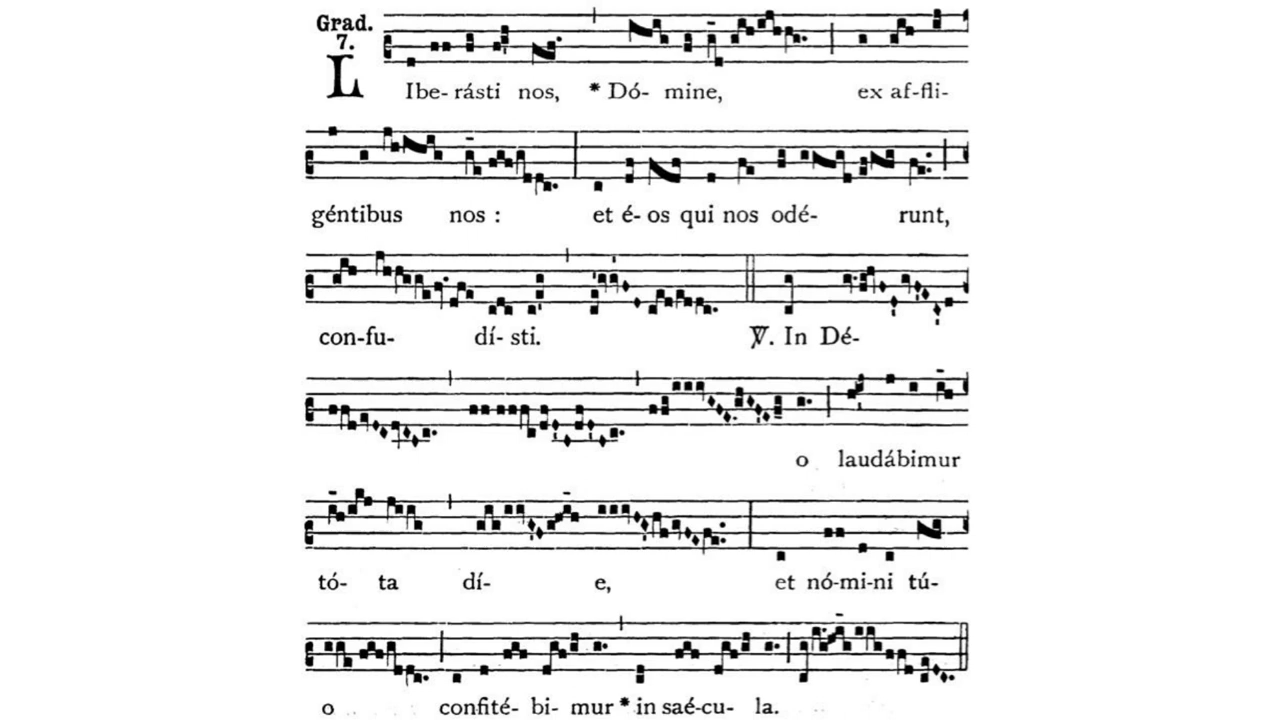 Grad.
7.
LIbe- rásti nos, * Dó- mine, ex af-fli-
géntibus nos :
et é- os qui nos odé- runt,
con-fu- dí- sti. ℣. In Dé-
o laudábimur
tó- ta dí- e, et nó-mi-ni tú-
o confité- bi- mur * in saé-cu- la.